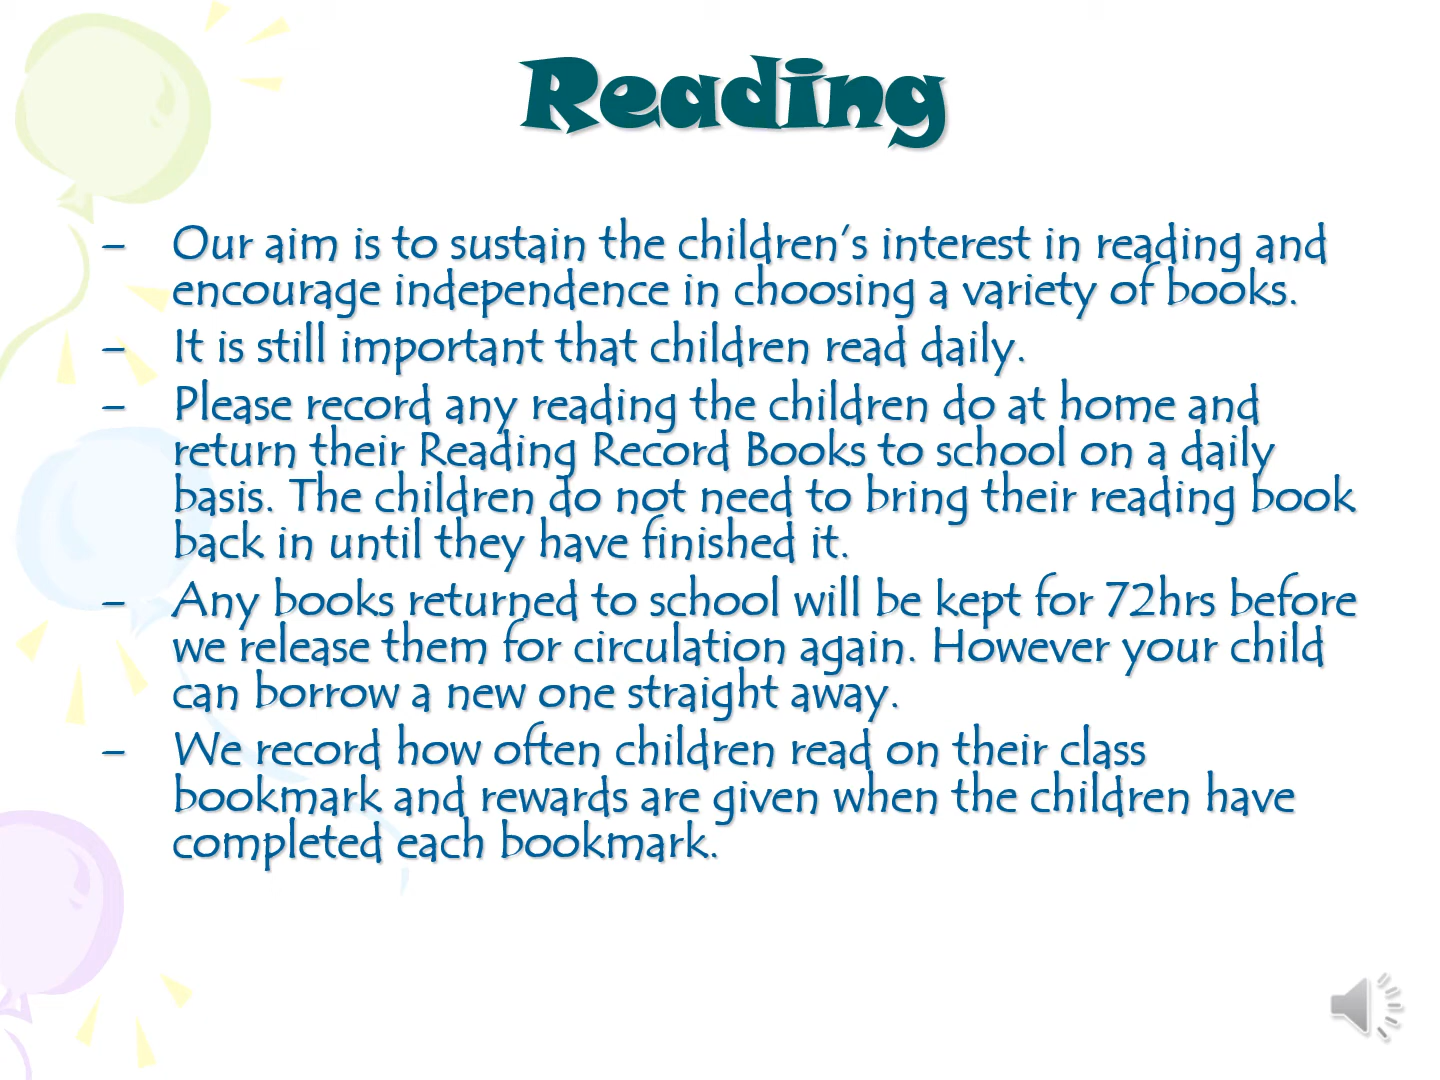 Reading
– Our aim is to sustain the children’s interest in reading and
encourage independence in choosing a variety of books.
– It is still important that children read daily.
– Please record any reading the children do at home and
return their Reading Record Books to school on a daily
basis. The children do not need to bring their reading book
back in until they have finished it.
– Any books returned to school will be kept for 72hrs before
we release them for circulation again. However your child
can borrow a new one straight away.
– We record how often children read on their class
bookmark and rewards are given when the children have
completed each bookmark.